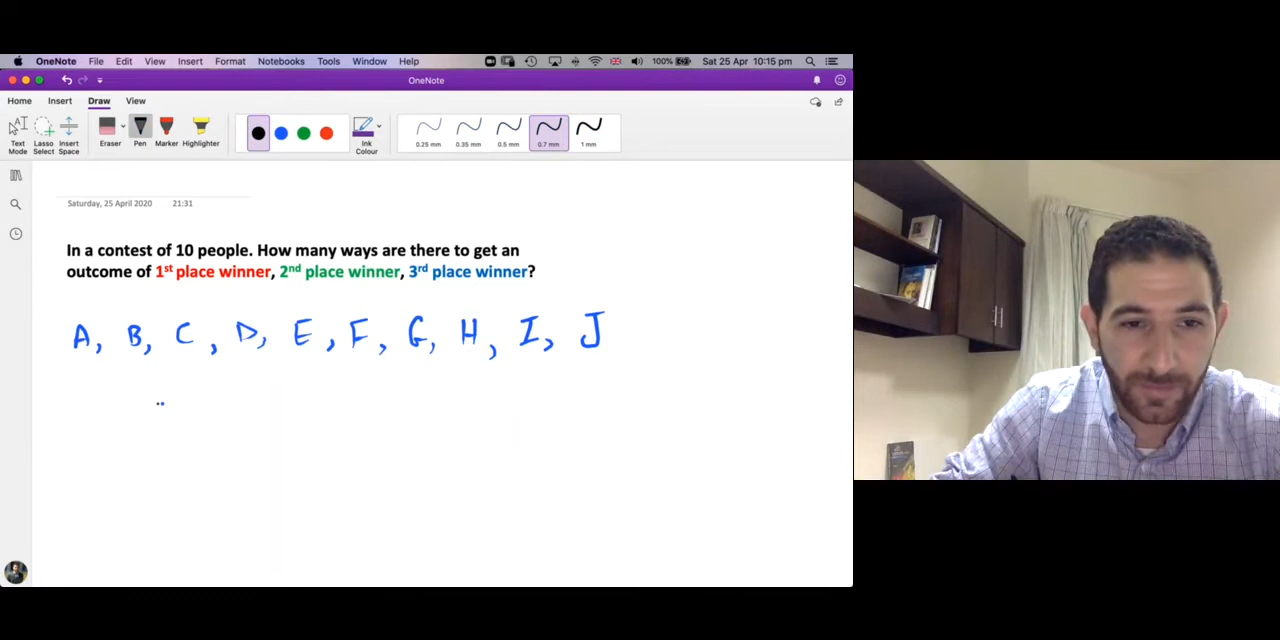 OneNote File Edit View Insert Format Notebooks Tools Window Help 100% Sat 25 Apr 10:15 pm
OneNote
Home Insert Draw View
Text Mode Lasso Select Insert Space Eraser Pen Marker Highlighter Ink Colour 0.25 mm 0.35 mm 0.5 mm 0.7 mm 1 mm
Saturday, 25 April 2020 21:31
In a contest of 10 people. How many ways are there to get an
outcome of 1st place winner, 2nd place winner, 3rd place winner?
A, B, C, D, E, F, G, H, I, J